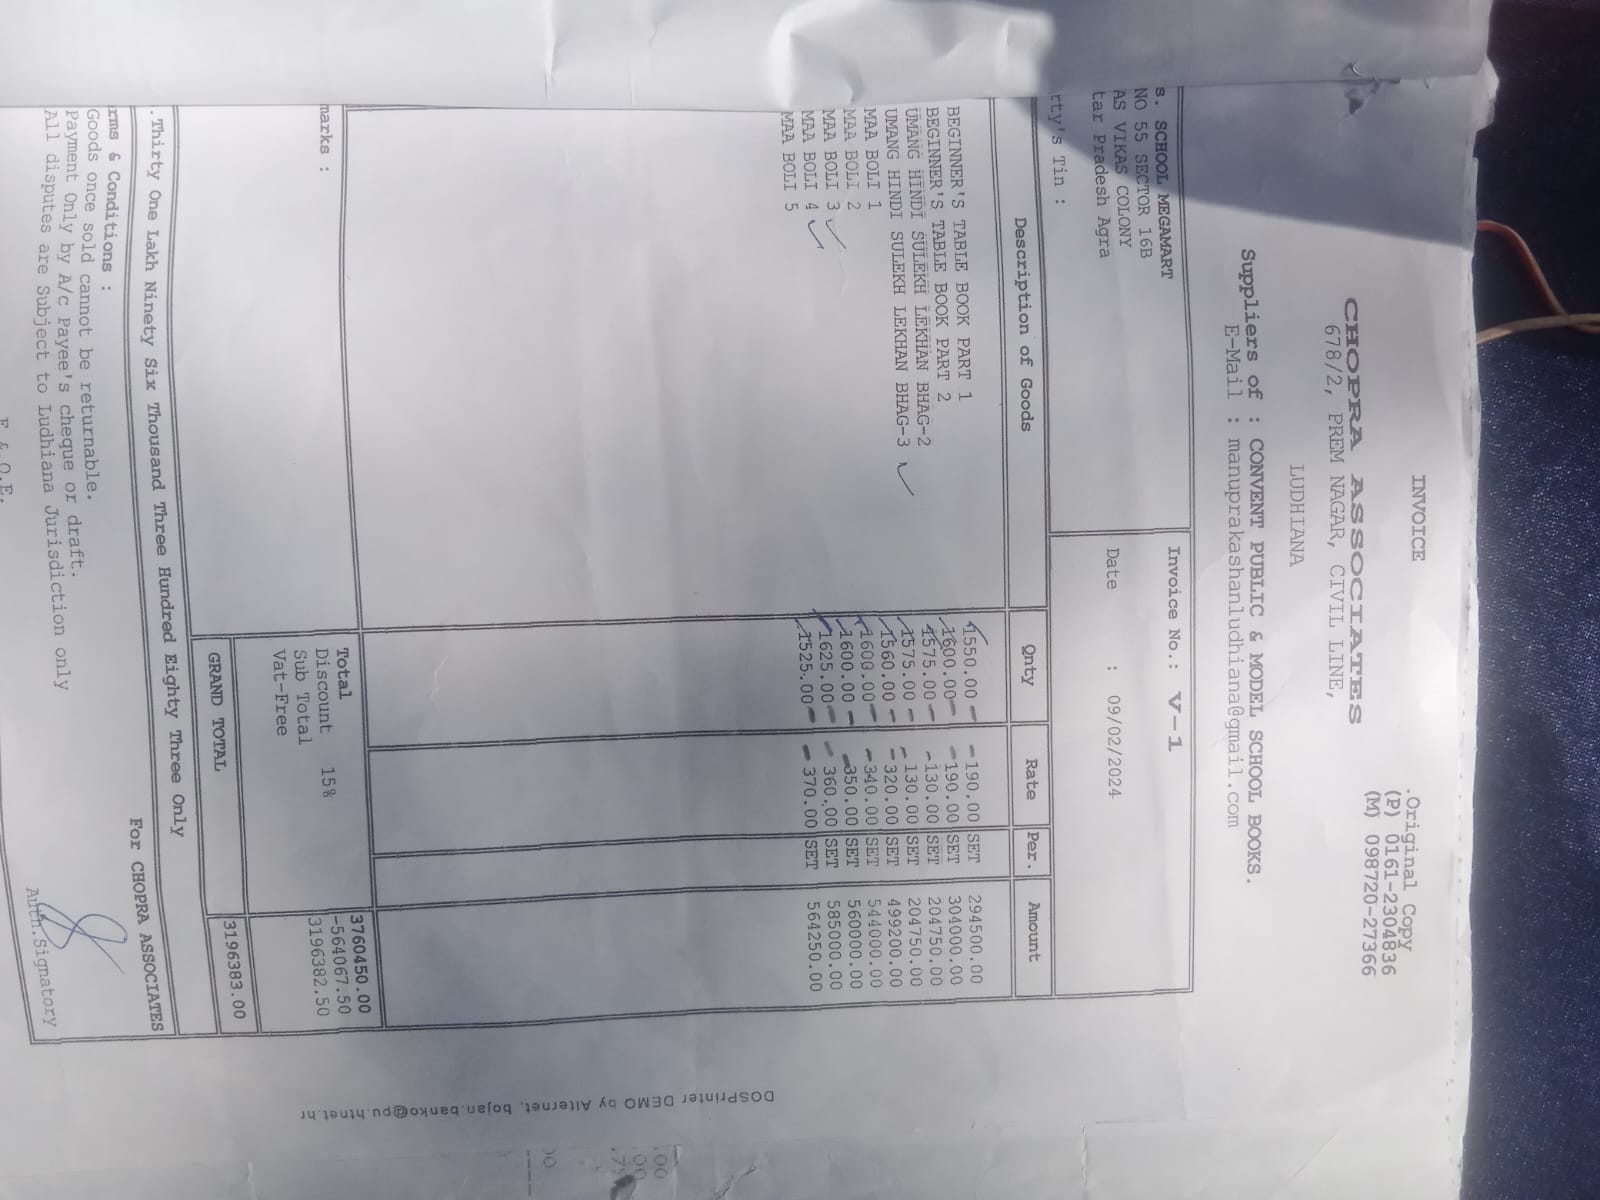 INVOICE
.Original Copy
(P) 0161-2304836
(M) 098720-27366
CHOPRA ASSOCIATES
678/2, PREM NAGAR, CIVIL LINE,
LUDHIANA
Suppliers of : CONVENT PUBLIC & MODEL SCHOOL BOOKS.
E-Mail : manuprakashanludhiana@gmail.com
s. SCHOOL MEGAMART
NO 55 SECTOR 16B
AS VIKAS COLONY
tar Pradesh Agra
rty's Tin :
Invoice No.: V-1
Date : 09/02/2024
Description of Goods Qnty Rate Per. Amount
BEGINNER'S TABLE BOOK PART 1 1550.00 190.00 SET 294500.00
BEGINNER'S TABLE BOOK PART 2 1600.00 190.00 SET 304000.00
UMANG HINDI SULEKH LEKHAN BHAG-2 1575.00 130.00 SET 204750.00
UMANG HINDI SULEKH LEKHAN BHAG-3 1575.00 130.00 SET 204750.00
MAA BOLI 1 1560.00 320.00 SET 499200.00
MAA BOLI 2 1600.00 340.00 SET 544000.00
MAA BOLI 3 1600.00 350.00 SET 560000.00
MAA BOLI 4 1625.00 360.00 SET 585000.00
MAA BOLI 5 1525.00 370.00 SET 564250.00
marks :
Total 3760450.00
Discount 15% -564067.50
Sub Total 3196382.50
Vat-Free
GRAND TOTAL 3196383.00
.Thirty One Lakh Ninety Six Thousand Three Hundred Eighty Three Only
For CHOPRA ASSOCIATES
rms & Conditions :
Goods once sold cannot be returnable.
Payment Only by A/c Payee's cheque or draft.
All disputes are Subject to Ludhiana Jurisdiction only
Auth.Signatory
E & O.E.
DOSPrinter DEMO by Alternet, bojan.banko@pu.htnet.hr